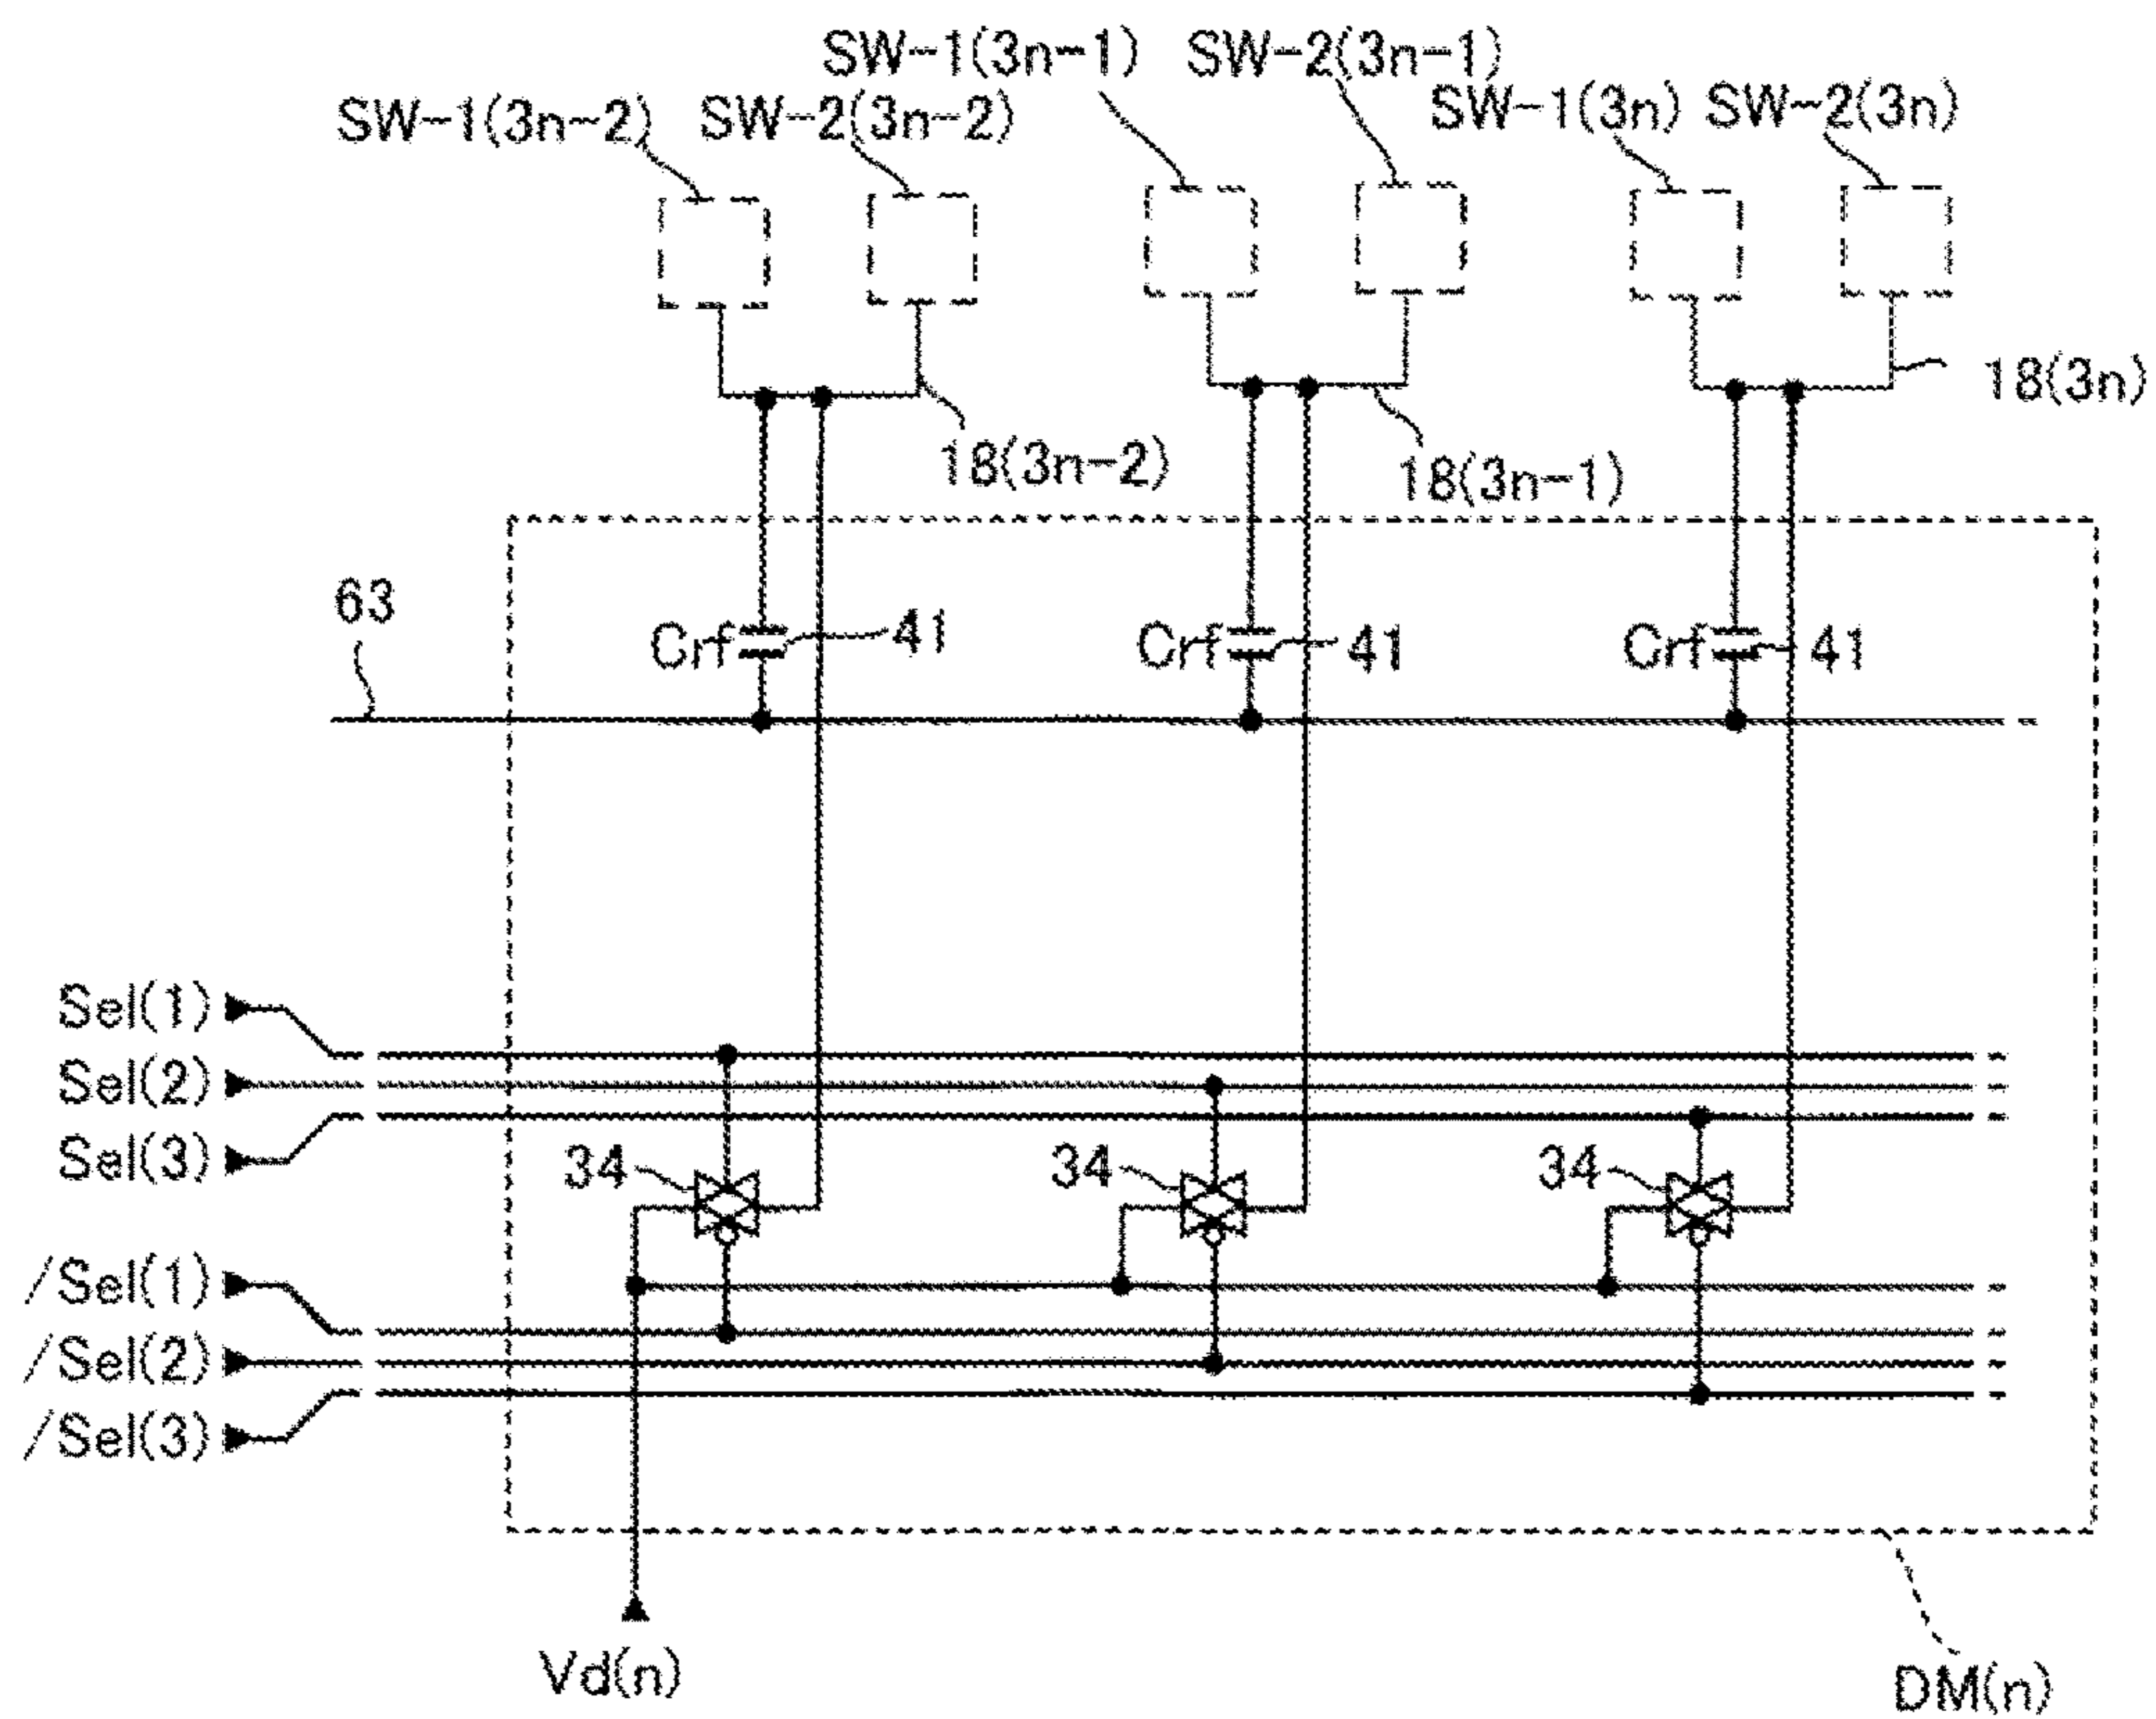 SW-1(3n-1) SW-2(3n-1)
SW-1(3n-2) SW-2(3n-2) SW-1(3n) SW-2(3n)
18(3n)
18(3n-2) 18(3n-1)
63
Crf 41 Crf 41 Crf 41
Sel(1)
Sel(2)
Sel(3)
34 34 34
/Sel(1)
/Sel(2)
/Sel(3)
Vd(n)
DM(n)